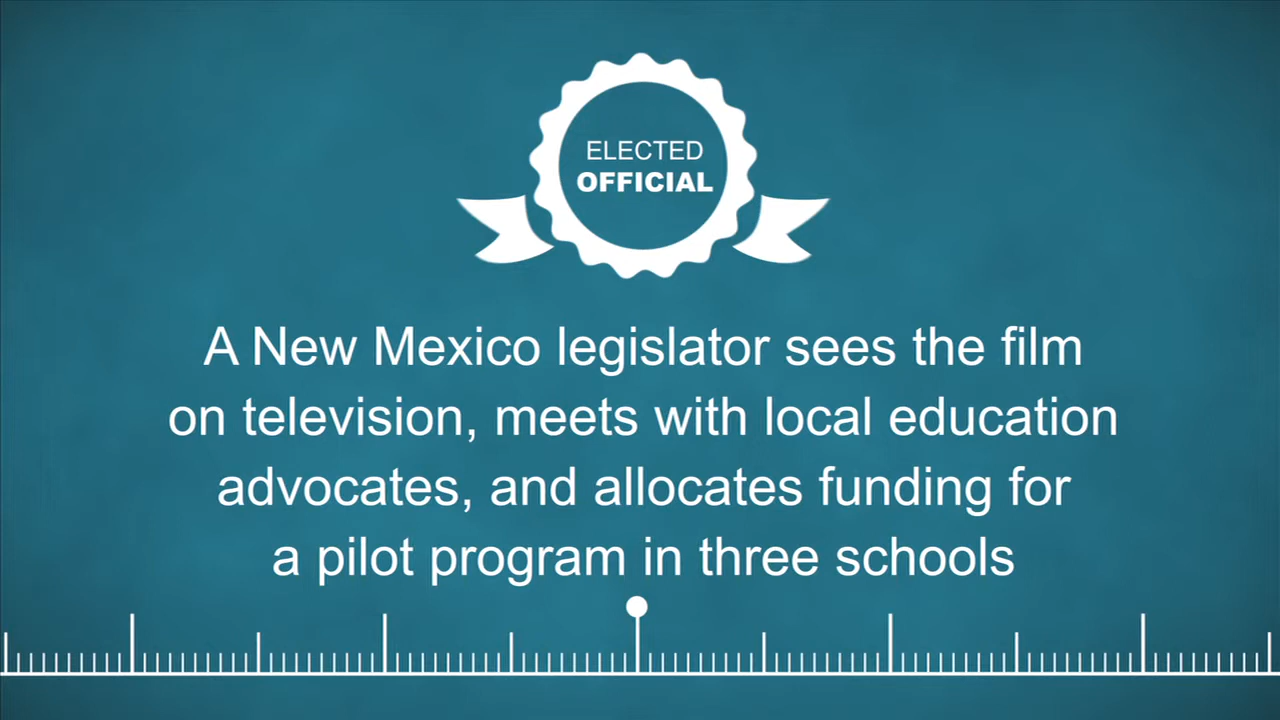 ELECTED
OFFICIAL
A New Mexico legislator sees the film
on television, meets with local education
advocates, and allocates funding for
a pilot program in three schools